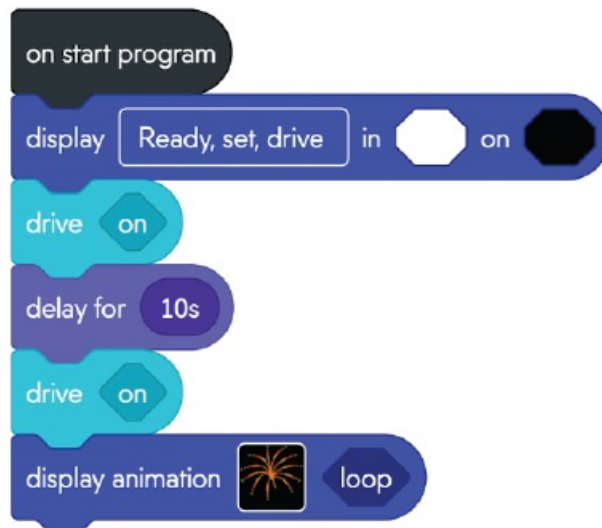 on start program
display Ready, set, drive in on
drive on
delay for 10s
drive on
display animation loop